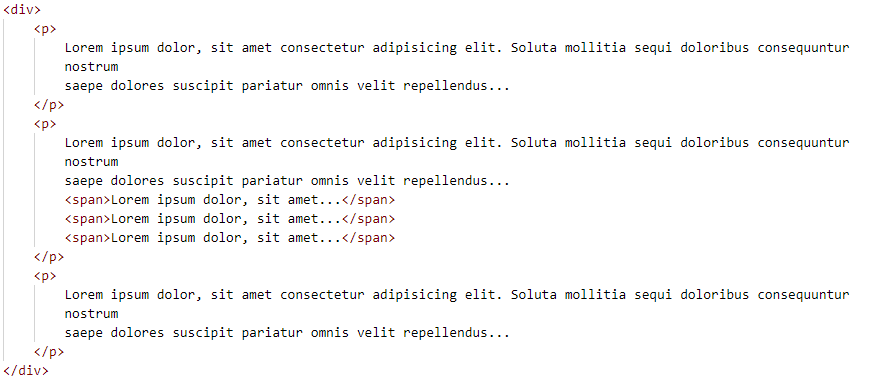 <div>
<p>
Lorem ipsum dolor, sit amet consectetur adipisicing elit. Soluta mollitia sequi doloribus consequuntur
nostrum
saepe dolores suscipit pariatur omnis velit repellendus...
</p>
<p>
Lorem ipsum dolor, sit amet consectetur adipisicing elit. Soluta mollitia sequi doloribus consequuntur
nostrum
saepe dolores suscipit pariatur omnis velit repellendus...
<span>Lorem ipsum dolor, sit amet...</span>
<span>Lorem ipsum dolor, sit amet...</span>
<span>Lorem ipsum dolor, sit amet...</span>
</p>
<p>
Lorem ipsum dolor, sit amet consectetur adipisicing elit. Soluta mollitia sequi doloribus consequuntur
nostrum
saepe dolores suscipit pariatur omnis velit repellendus...
</p>
</div>